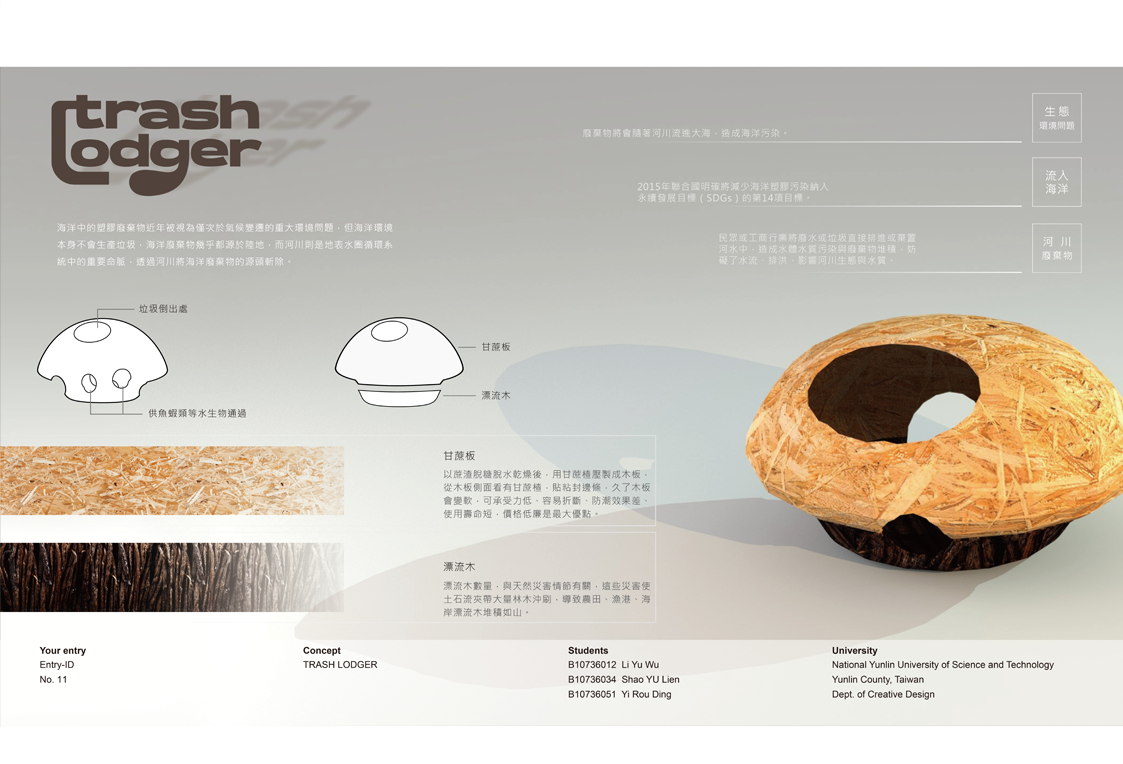 trash
Lodger
廢棄物將會隨著河川流進大海,造成海洋污染。
生態
環境問題
2015年聯合國明確將減少海洋塑膠污染納入
永續發展目標(SDGs)的第14項目標。
流入
海洋
民眾或工商行業將廢水或垃圾直接排進或棄置
河水中,造成水體水質污染與廢棄物堆積,妨
礙了水流、排洪、影響河川生態與水質。
河川
廢棄物
海洋中的塑膠廢棄物近年被視為僅次於氣候變遷的重大環境問題,但海洋環境
本身不會生產垃圾,海洋廢棄物幾乎都源於陸地,而河川則是地表水圈循環系
統中的重要命脈,透過河川將海洋廢棄物的源頭斬除。
垃圾倒出處
供魚蝦類等水生物通過
甘蔗板
漂流木
甘蔗板
以蔗渣脫糖脫水乾燥後,用甘蔗植壓製成木板,
從木板側面看有甘蔗植,貼粘封邊條,久了木板
會變軟,可承受力低、容易折斷、防潮效果差,
使用壽命短,價格低廉是最大優點。
漂流木
漂流木數量,與天然災害情節有關,這些災害使
土石流夾帶大量林木沖刷,導致農田、漁港、海
岸漂流木堆積如山。
Your entry
Entry-ID
No. 11
Concept
TRASH LODGER
Students
B10736012 Li Yu Wu
B10736034 Shao YU Lien
B10736051 Yi Rou Ding
University
National Yunlin University of Science and Technology
Yunlin County, Taiwan
Dept. of Creative Design